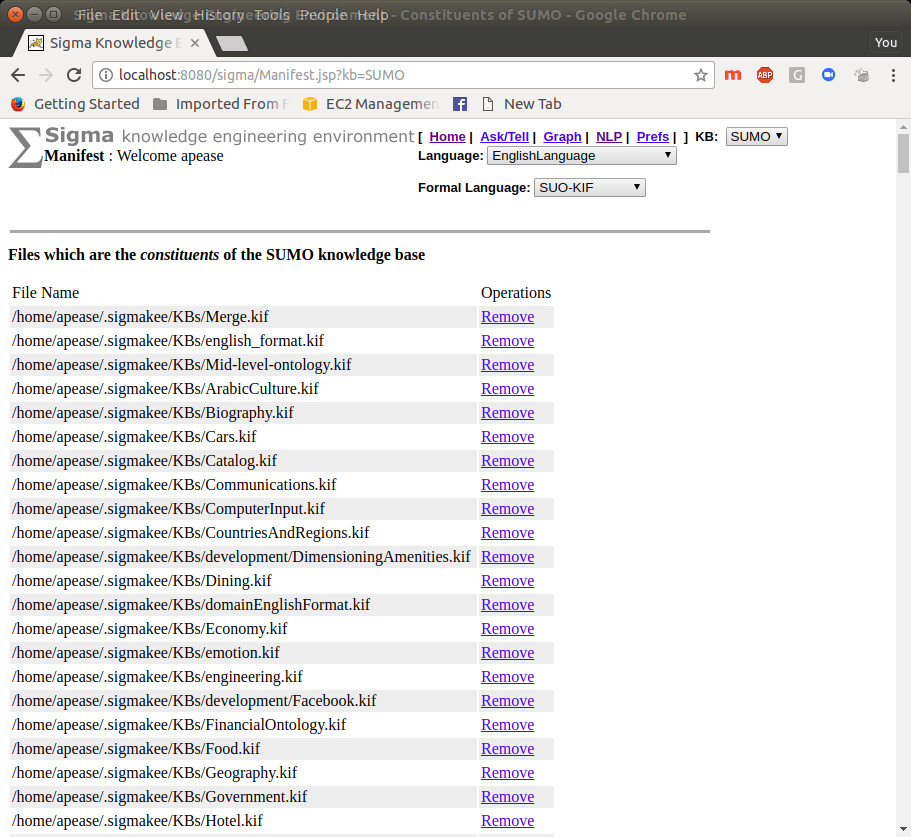 File Edit View History Tools People Help - Constituents of SUMO - Google Chrome
Sigma Knowledge E
You
localhost:8080/sigma/Manifest.jsp?kb=SUMO
Getting Started Imported From F EC2 Managemen New Tab
Sigma knowledge engineering environment [ Home | Ask/Tell | Graph | NLP | Prefs | ] KB: SUMO
Manifest : Welcome apease Language: EnglishLanguage
Formal Language: SUO-KIF
Files which are the constituents of the SUMO knowledge base
File Name Operations
/home/apease/.sigmakee/KBs/Merge.kif Remove
/home/apease/.sigmakee/KBs/english_format.kif Remove
/home/apease/.sigmakee/KBs/Mid-level-ontology.kif Remove
/home/apease/.sigmakee/KBs/ArabicCulture.kif Remove
/home/apease/.sigmakee/KBs/Biography.kif Remove
/home/apease/.sigmakee/KBs/Cars.kif Remove
/home/apease/.sigmakee/KBs/Catalog.kif Remove
/home/apease/.sigmakee/KBs/Communications.kif Remove
/home/apease/.sigmakee/KBs/ComputerInput.kif Remove
/home/apease/.sigmakee/KBs/CountriesAndRegions.kif Remove
/home/apease/.sigmakee/KBs/development/DimensioningAmenities.kif Remove
/home/apease/.sigmakee/KBs/Dining.kif Remove
/home/apease/.sigmakee/KBs/domainEnglishFormat.kif Remove
/home/apease/.sigmakee/KBs/Economy.kif Remove
/home/apease/.sigmakee/KBs/emotion.kif Remove
/home/apease/.sigmakee/KBs/engineering.kif Remove
/home/apease/.sigmakee/KBs/development/Facebook.kif Remove
/home/apease/.sigmakee/KBs/FinancialOntology.kif Remove
/home/apease/.sigmakee/KBs/Food.kif Remove
/home/apease/.sigmakee/KBs/Geography.kif Remove
/home/apease/.sigmakee/KBs/Government.kif Remove
/home/apease/.sigmakee/KBs/Hotel.kif Remove